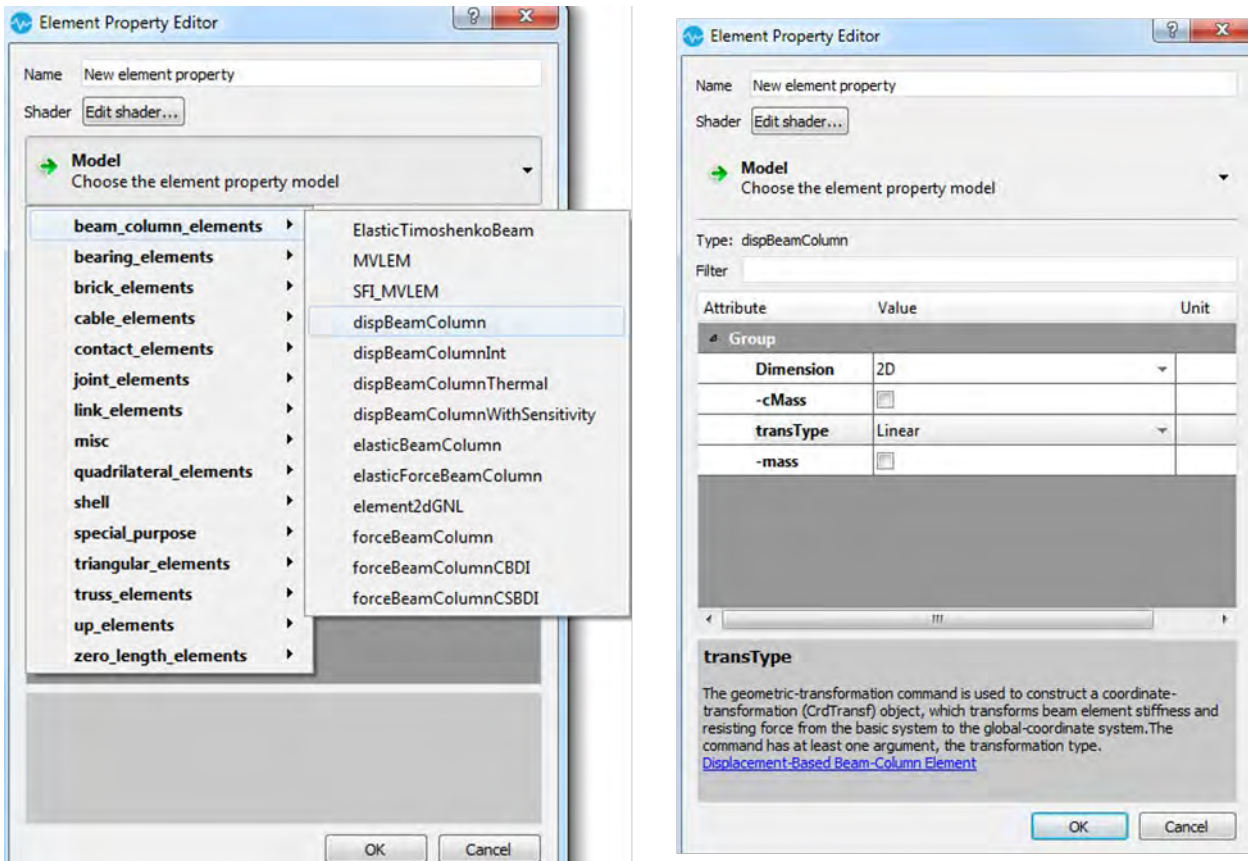 Element Property Editor
Name New element property
Shader Edit shader...
Model
Choose the element property model
beam_column_elements
bearing_elements
brick_elements
cable_elements
contact_elements
joint_elements
link_elements
misc
quadrilateral_elements
shell
special_purpose
triangular_elements
truss_elements
up_elements
zero_length_elements
ElasticTimoshenkoBeam
MVLEM
SFI_MVLEM
dispBeamColumn
dispBeamColumnInt
dispBeamColumnThermal
dispBeamColumnWithSensitivity
elasticBeamColumn
elasticForceBeamColumn
element2dGNL
forceBeamColumn
forceBeamColumnCBDI
forceBeamColumnCSBDI
OK Cancel
Element Property Editor
Name New element property
Shader Edit shader...
Model
Choose the element property model
Type: dispBeamColumn
Filter
Attribute Value Unit
Group
Dimension 2D
-cMass
transType Linear
-mass
transType
The geometric-transformation command is used to construct a coordinate-
transformation (CrdTransf) object, which transforms beam element stiffness and
resisting force from the basic system to the global-coordinate system.The
command has at least one argument, the transformation type.
Displacement-Based Beam-Column Element
OK Cancel